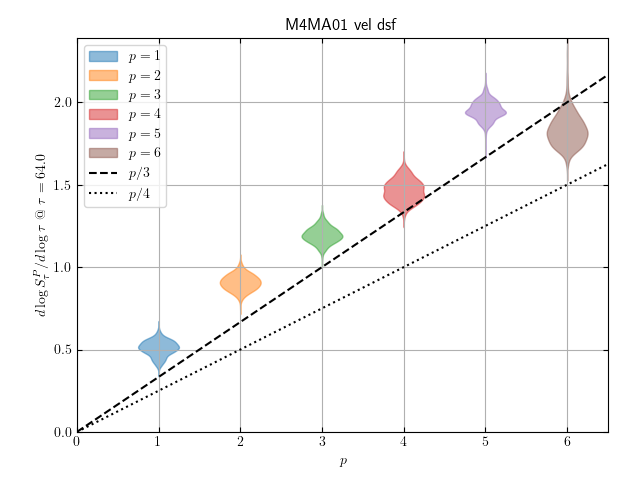 M4MA01 vel dsf
p = 1
p = 2
p = 3
p = 4
p = 5
p = 6
p/3
p/4
d log S_τ^P / d log τ @ τ = 64.0
2.0
1.5
1.0
0.5
0.0
0 1 2 3 4 5 6
p